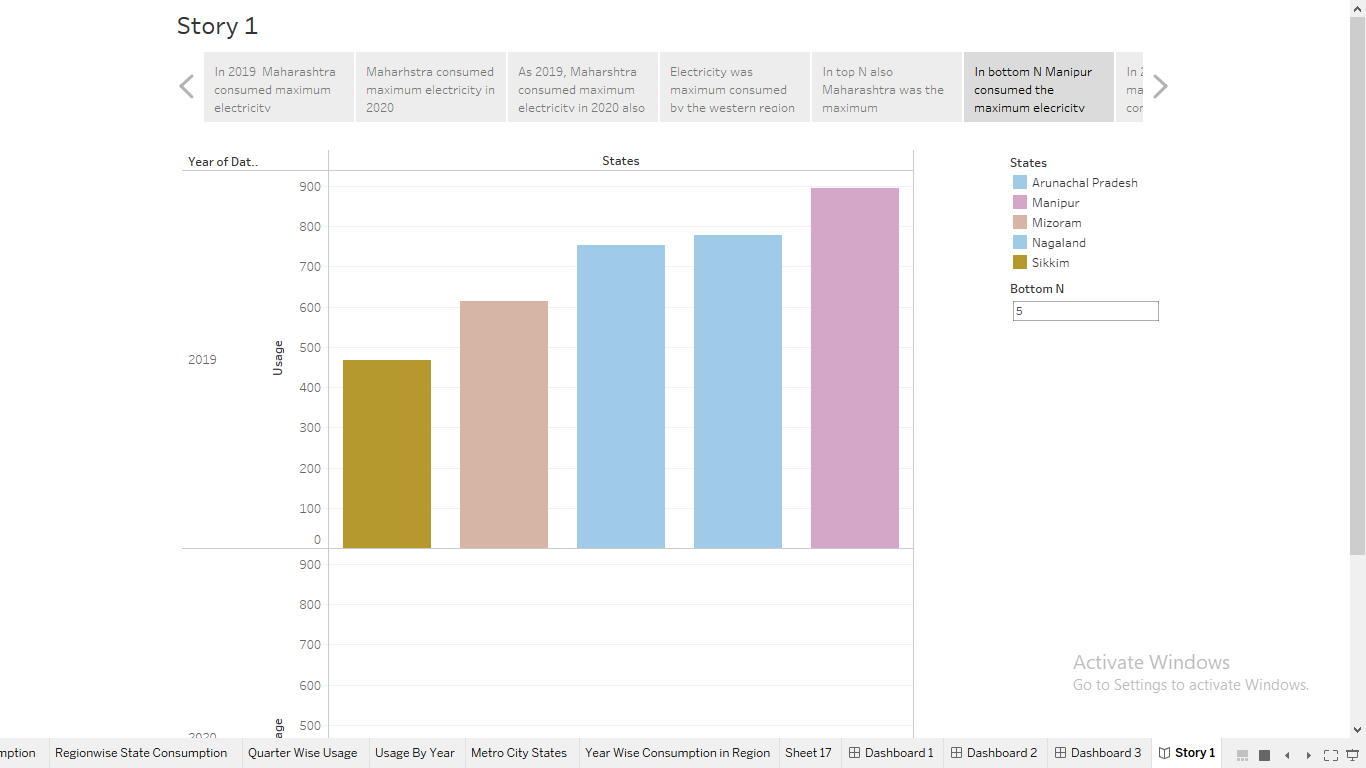 Story 1
In 2019 Maharashtra
consumed maximum
electricity
Maharhstra consumed
maximum electricity in
2020
As 2019, Maharshtra
consumed maximum
electricity in 2020 also
Electricity was
maximum consumed
by the western region
In top N also
Maharashtra was the
maximum
In bottom N Manipur
consumed the
maximum elecricity
In 2
ma
con
Year of Dat..
States
900
800
700
600
500
400
300
200
100
0
Usage
2019
900
800
700
600
500
age
2020
States
Arunachal Pradesh
Manipur
Mizoram
Nagaland
Sikkim
Bottom N
5
Activate Windows
Go to Settings to activate Windows.
mption
Regionwise State Consumption
Quarter Wise Usage
Usage By Year
Metro City States
Year Wise Consumption in Region
Sheet 17
Dashboard 1
Dashboard 2
Dashboard 3
Story 1